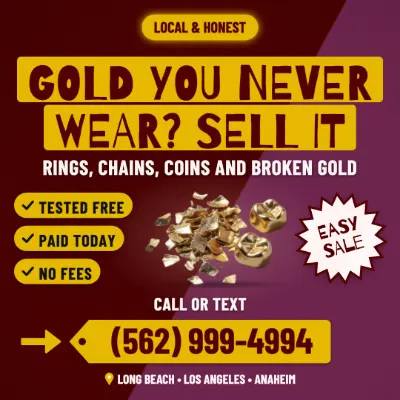 LOCAL & HONEST
GOLD YOU NEVER
WEAR? SELL IT
RINGS, CHAINS, COINS AND BROKEN GOLD
TESTED FREE
PAID TODAY
NO FEES
EASY
SALE
CALL OR TEXT
(562) 999-4994
LONG BEACH • LOS ANGELES • ANAHEIM